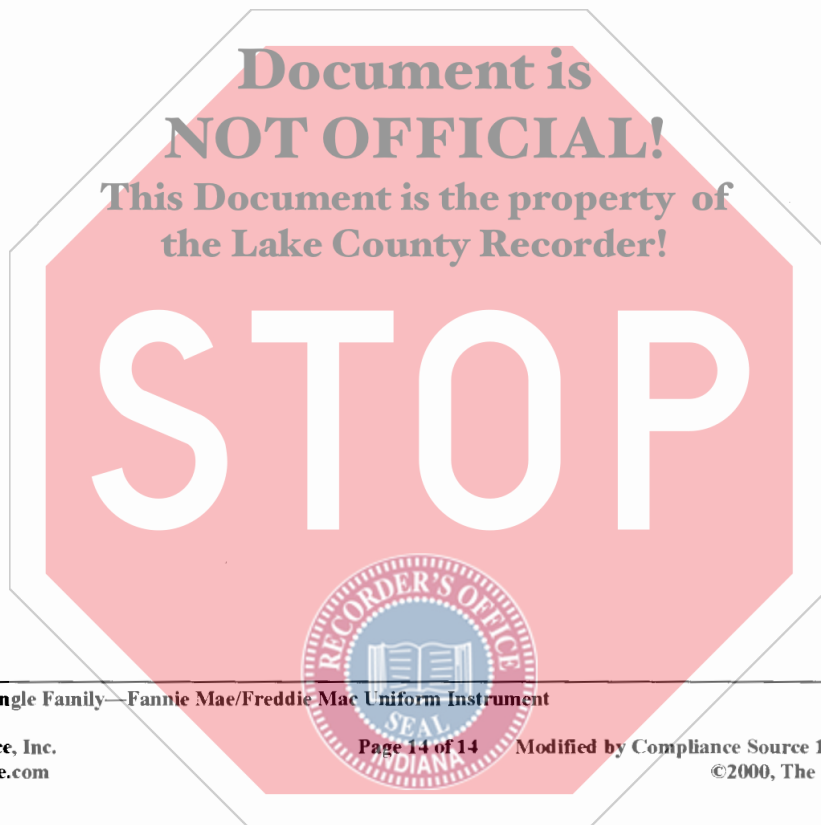 Document is
NOT OFFICIAL!
This Document is the property of
the Lake County Recorder!
STOP
RECORDER'S OFFICE
SEAL
INDIANA
ngle Family—Fannie Mae/Freddie Mac Uniform Instrument
ce, Inc. Page 14 of 14 Modified by Compliance Source 1
e.com ©2000, The